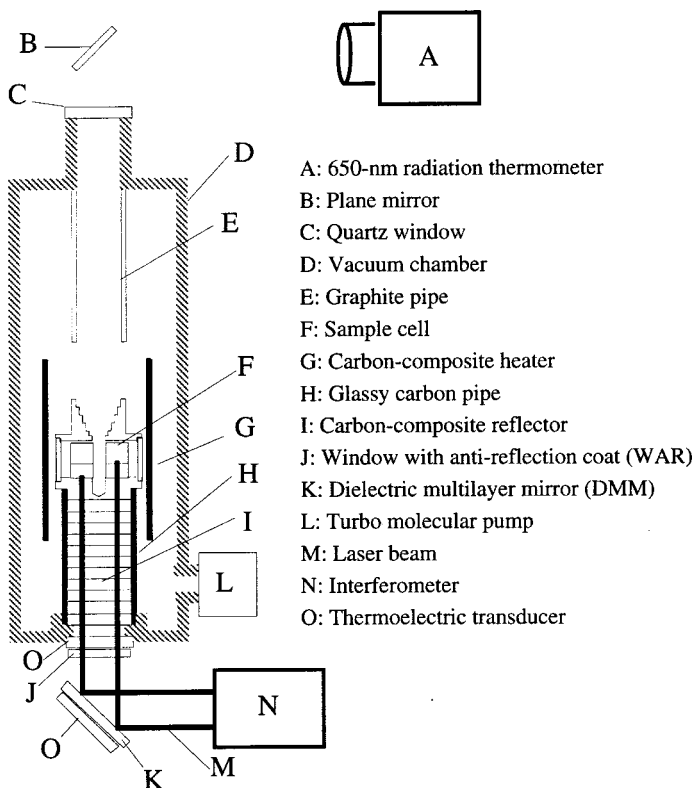 B
A
C
D
A: 650-nm radiation thermometer
B: Plane mirror
E
C: Quartz window
D: Vacuum chamber
E: Graphite pipe
F: Sample cell
F
G: Carbon-composite heater
H: Glassy carbon pipe
G
I: Carbon-composite reflector
H
J: Window with anti-reflection coat (WAR)
K: Dielectric multilayer mirror (DMM)
I
L: Turbo molecular pump
M: Laser beam
L
N: Interferometer
O: Thermoelectric transducer
O
J
N
O
K
M